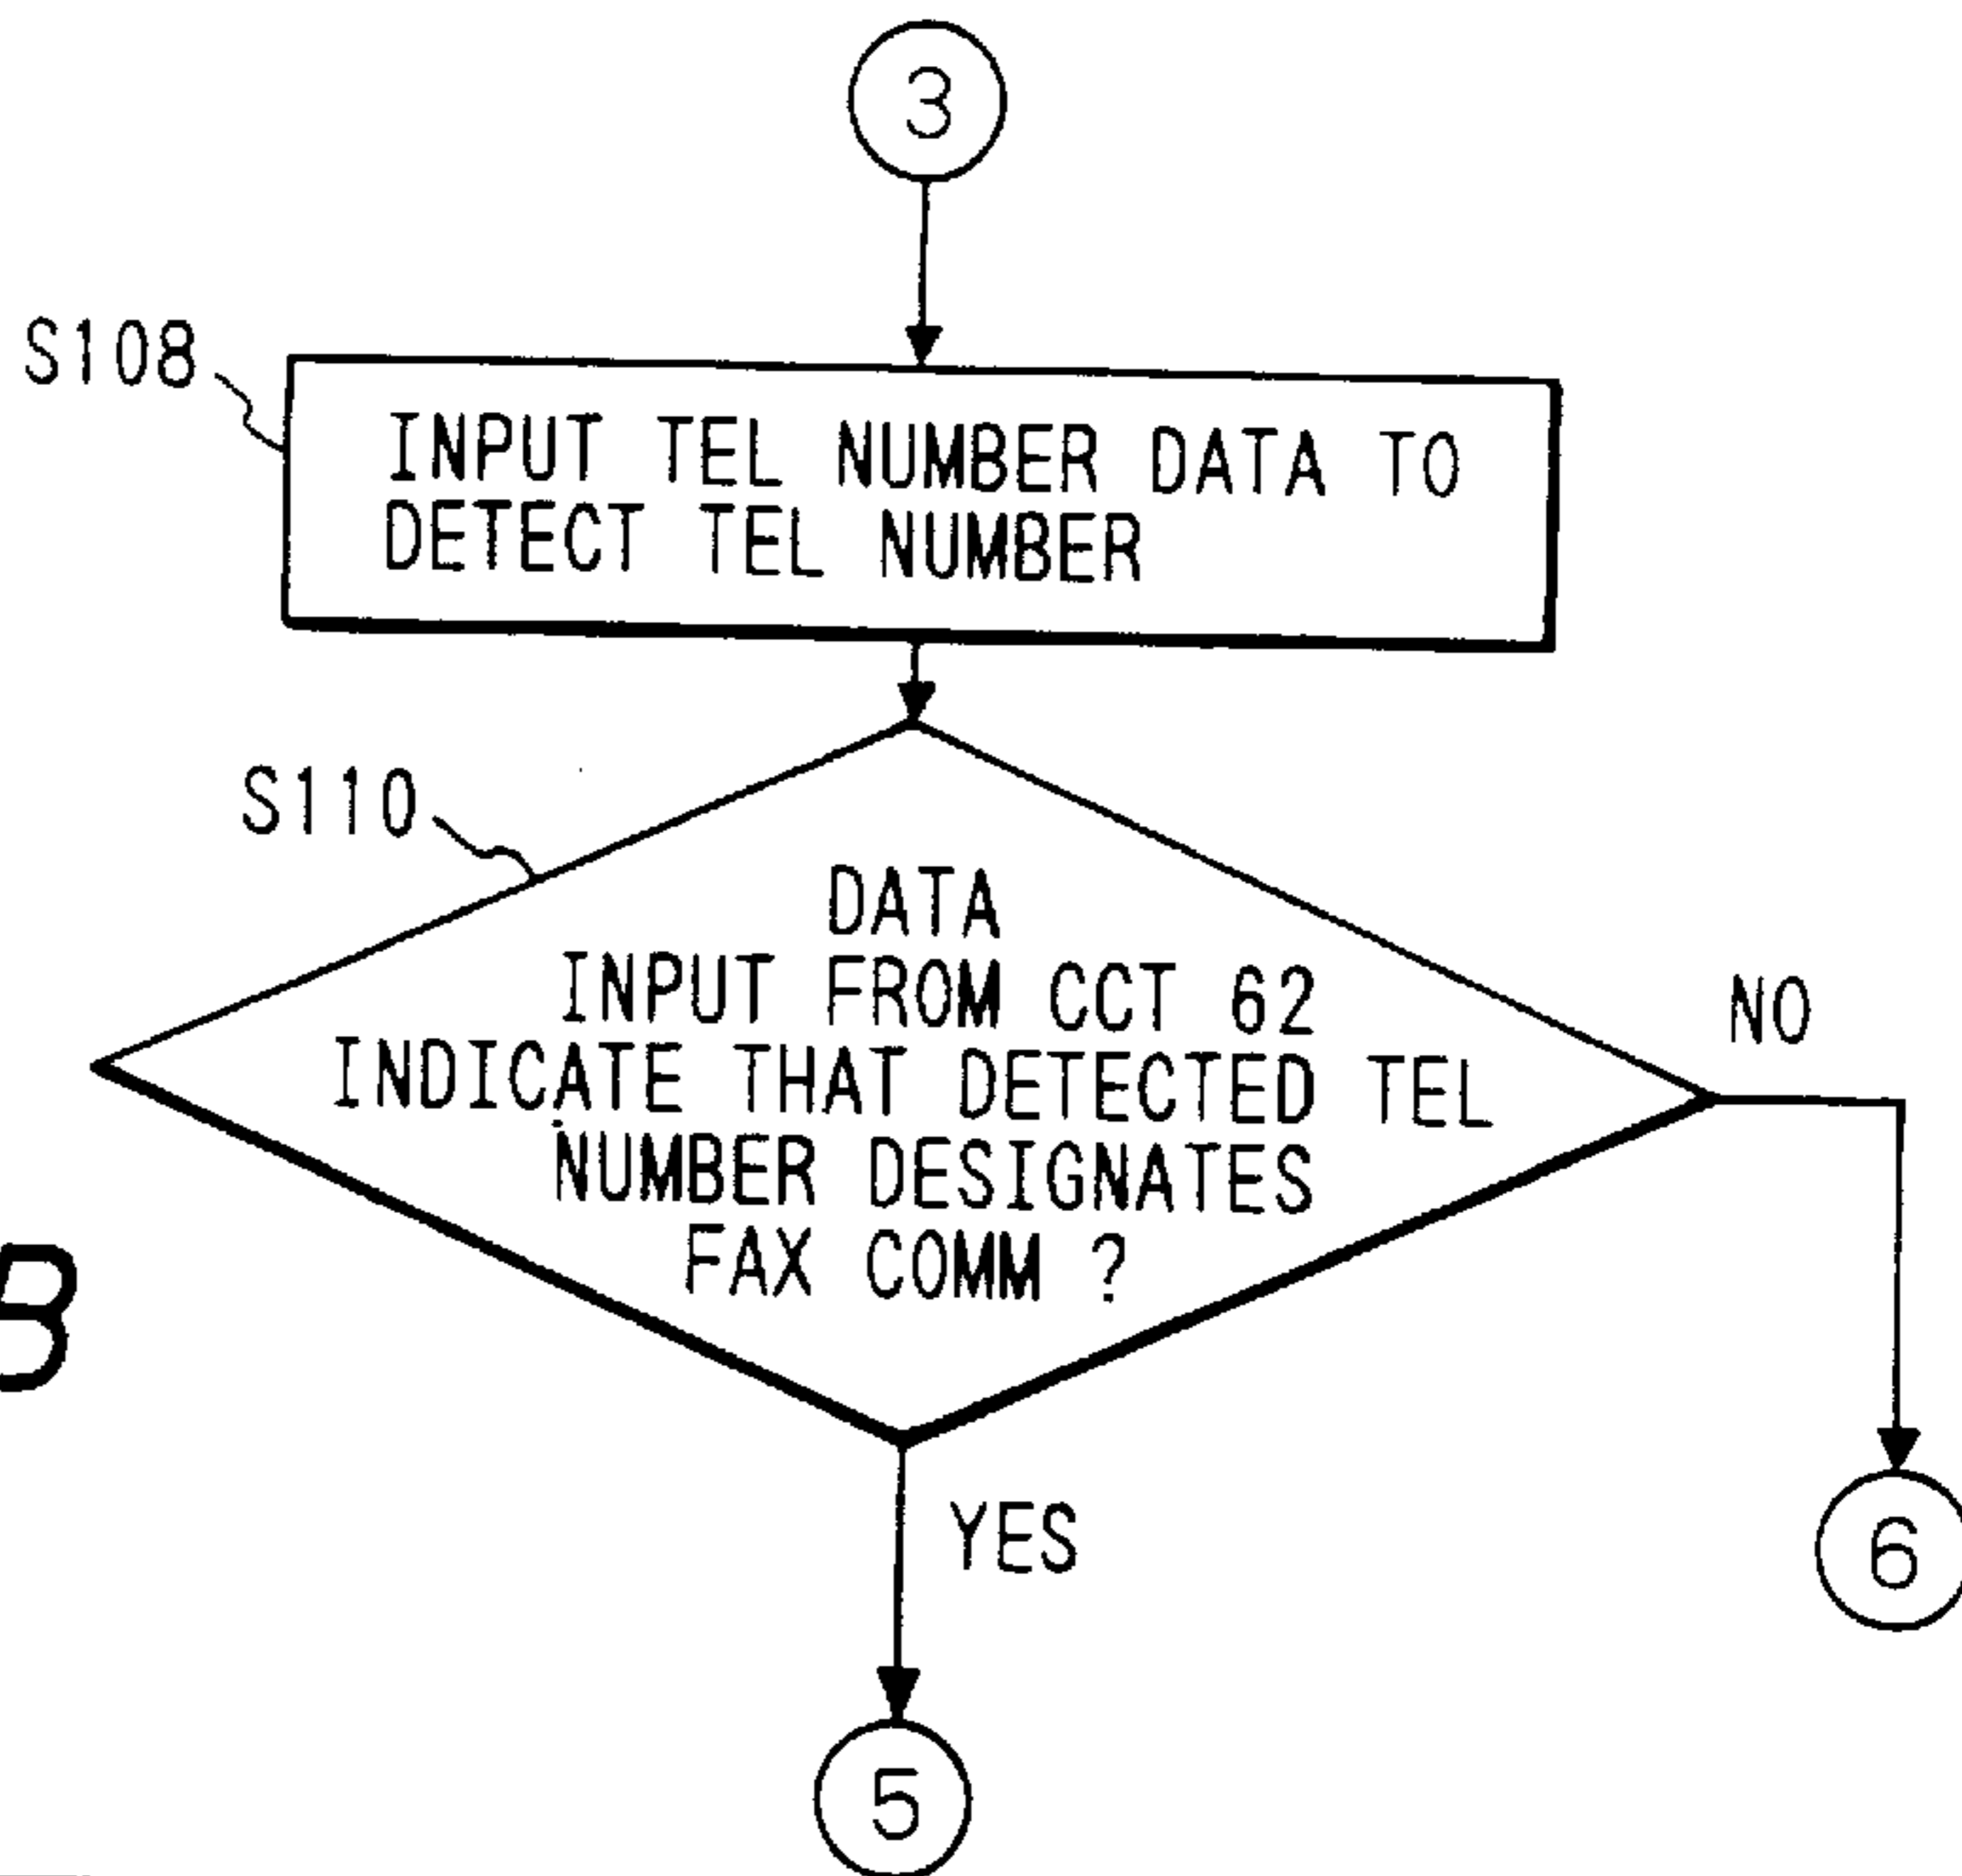 3
S108
INPUT TEL NUMBER DATA TO
DETECT TEL NUMBER
S110
DATA
INPUT FROM CCT 62
INDICATE THAT DETECTED TEL
NUMBER DESIGNATES
FAX COMM ?
NO
B
YES
6
5